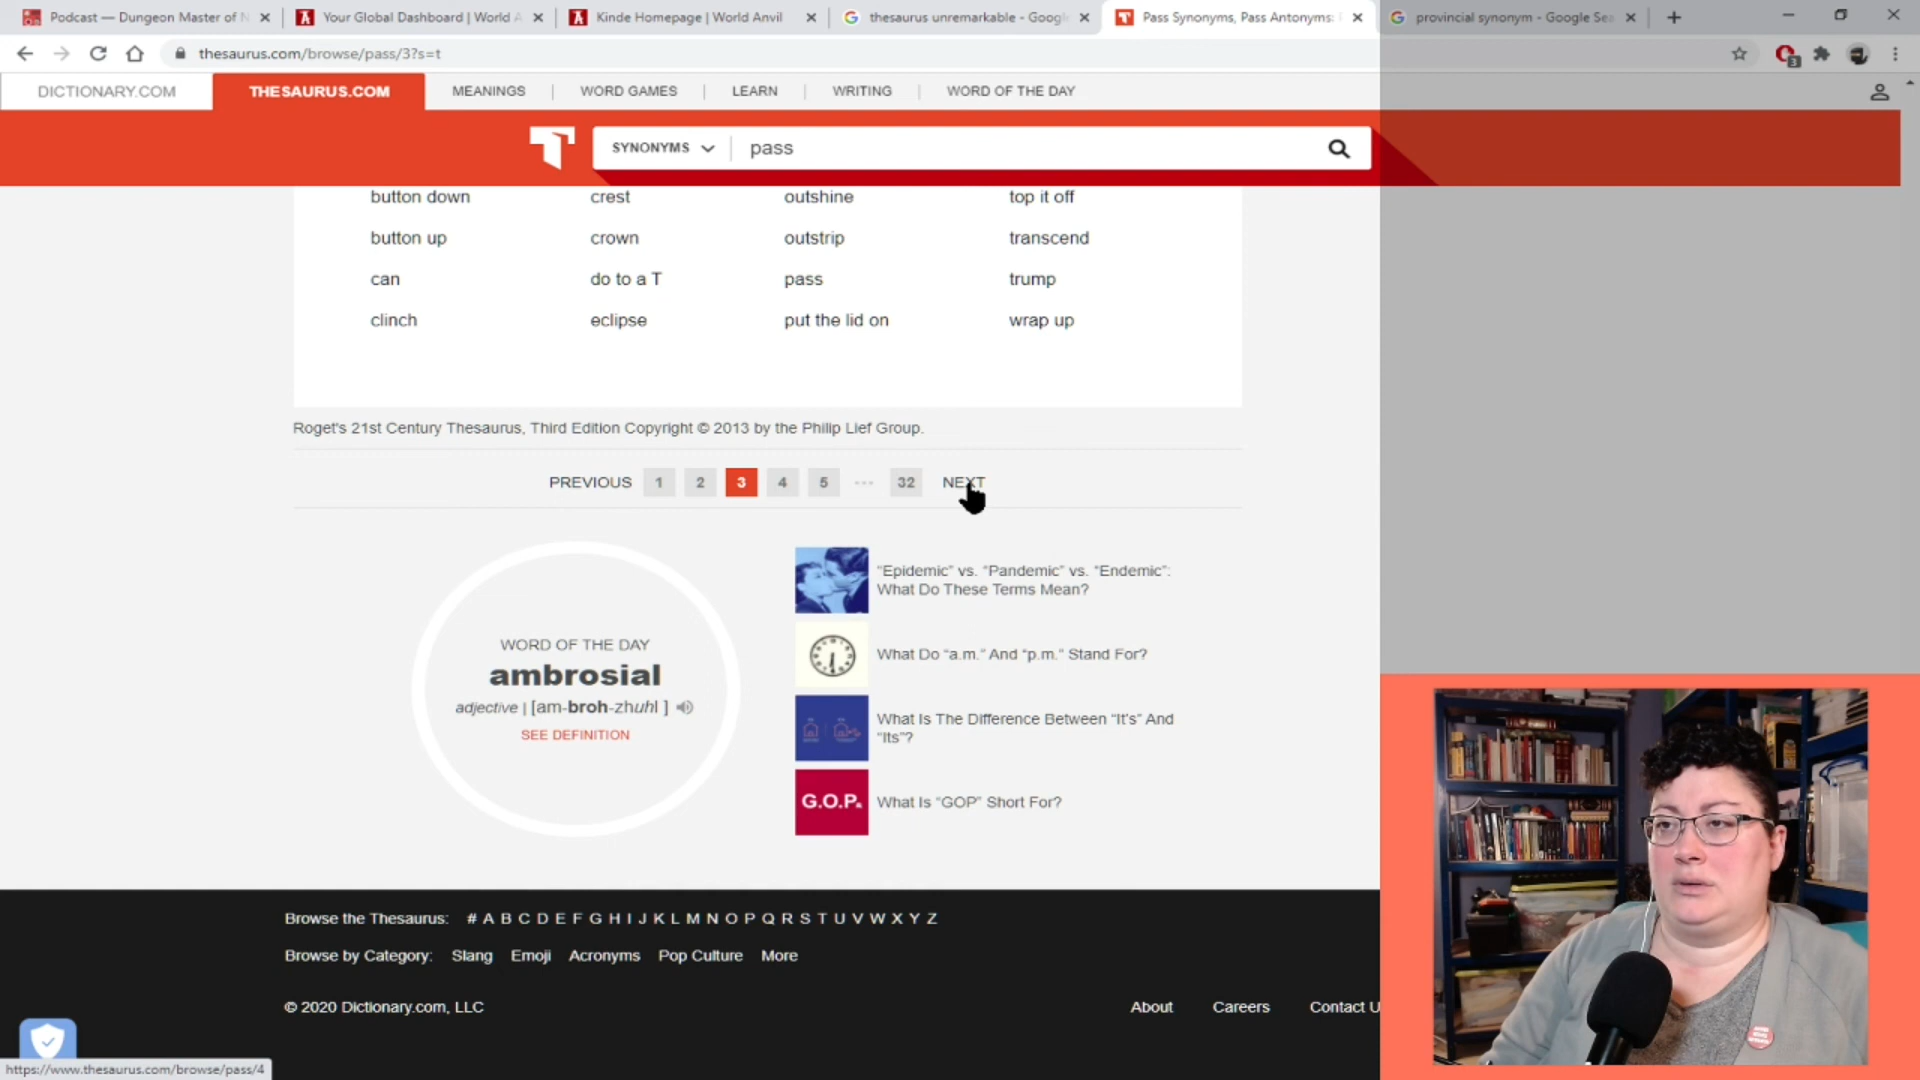 Podcast — Dungeon Master of N
Your Global Dashboard | World A
Kinde Homepage | World Anvil
thesaurus unremarkable - Googl
Pass Synonyms, Pass Antonyms:
provincial synonym - Google Sea
thesaurus.com/browse/pass/3?s=t
3
DICTIONARY.COM
THESAURUS.COM
MEANINGS
WORD GAMES
LEARN
WRITING
WORD OF THE DAY
SYNONYMS
pass
button down crest outshine top it off
button up crown outstrip transcend
can do to a T pass trump
clinch eclipse put the lid on wrap up
Roget's 21st Century Thesaurus, Third Edition Copyright © 2013 by the Philip Lief Group.
PREVIOUS 1 2 3 4 5 ... 32 NEXT
WORD OF THE DAY
ambrosial
adjective | [am-broh-zhuhl ]
SEE DEFINITION
"Epidemic" vs. "Pandemic" vs. "Endemic":
What Do These Terms Mean?
What Do "a.m." And "p.m." Stand For?
What Is The Difference Between "It's" And
"Its"?
G.O.P.
What Is "GOP" Short For?
Browse the Thesaurus: # A B C D E F G H I J K L M N O P Q R S T U V W X Y Z
Browse by Category: Slang Emoji Acronyms Pop Culture More
© 2020 Dictionary.com, LLC
About Careers Contact U
https://www.thesaurus.com/browse/pass/4